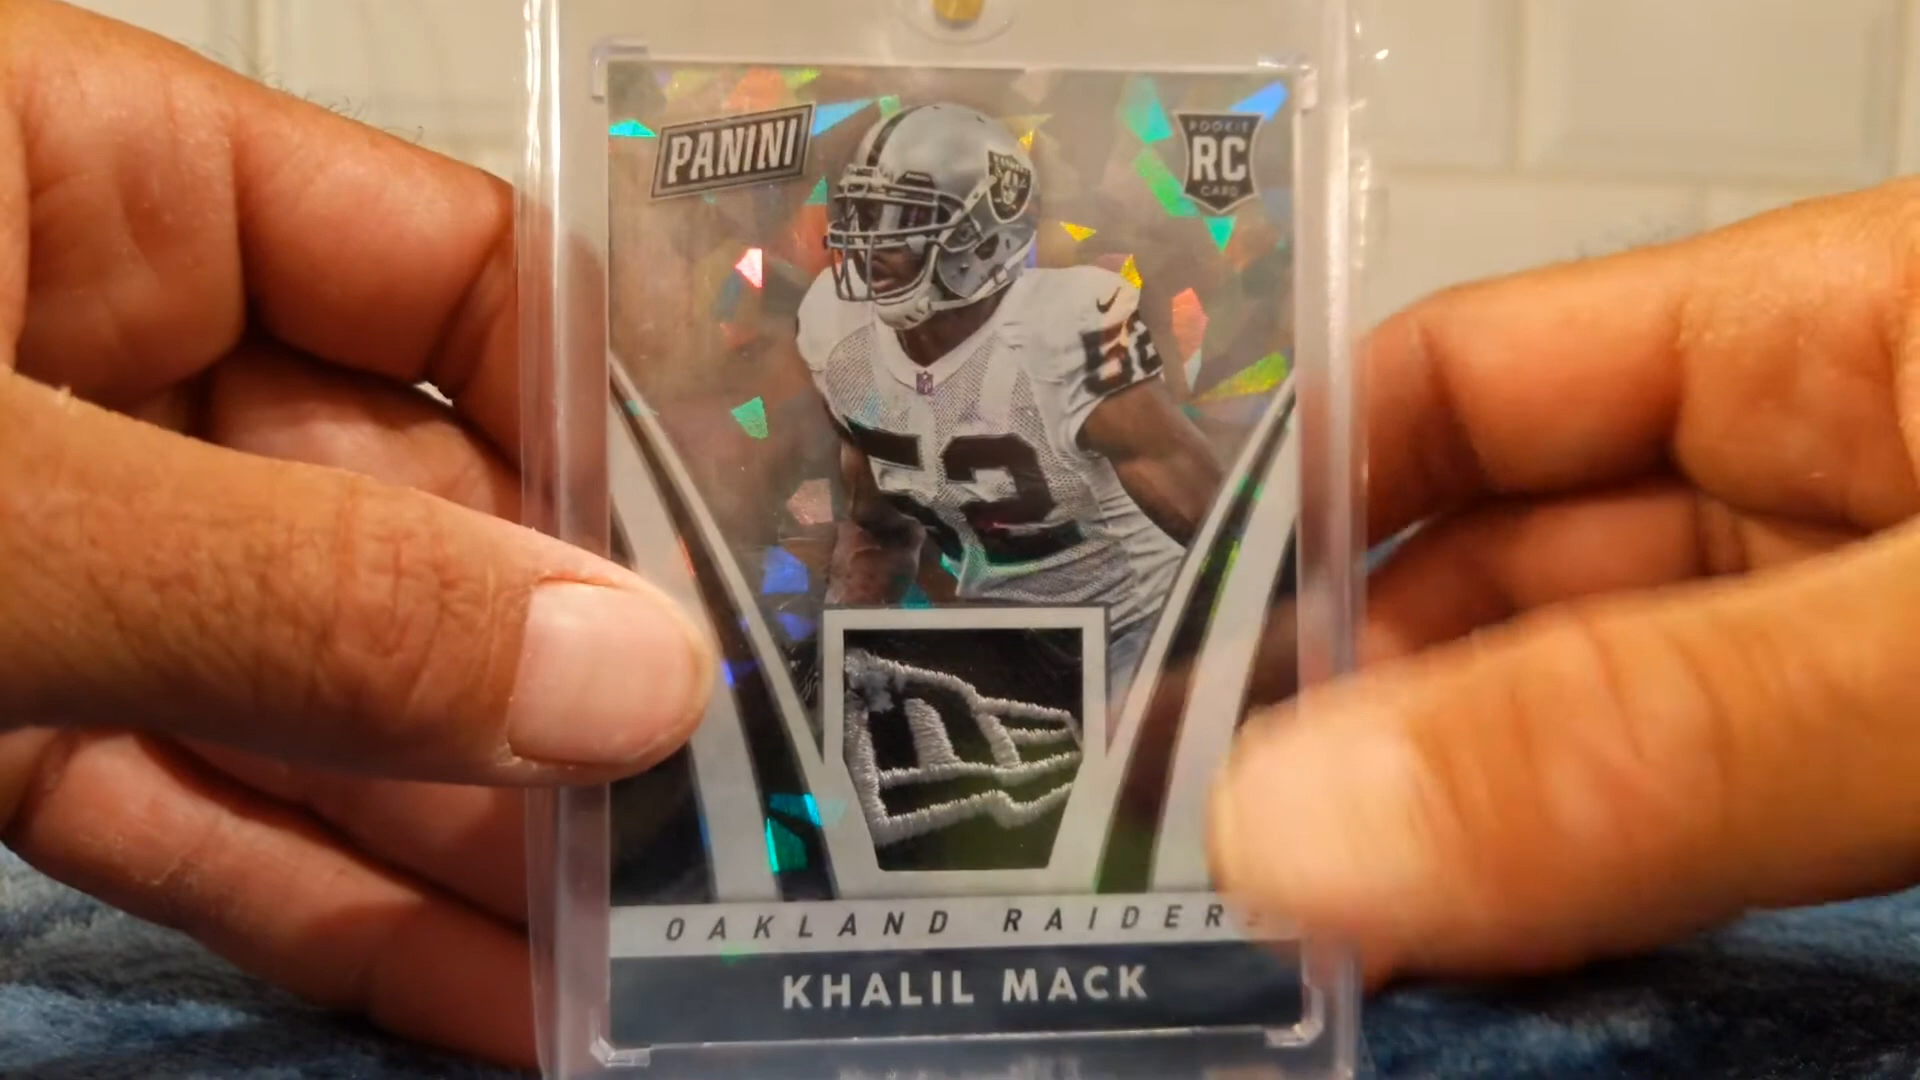 PANINI
ROOKIE
RC
CARD
52
52
OAKLAND RAIDERS
KHALIL MACK